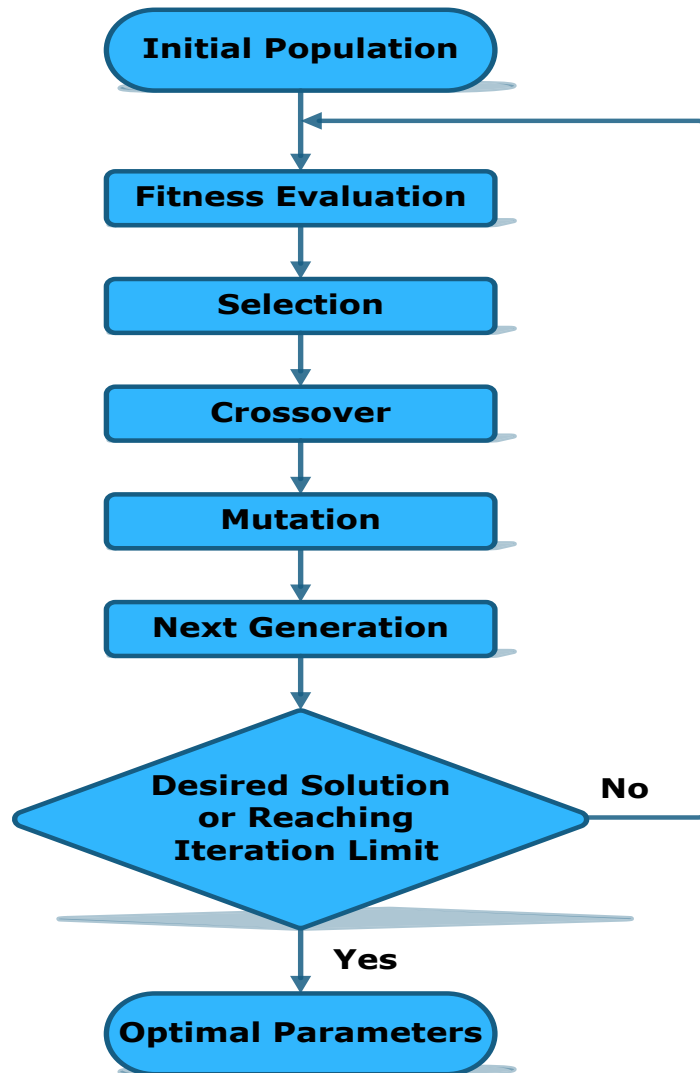 Initial Population
Fitness Evaluation
Selection
Crossover
Mutation
Next Generation
Desired Solution
or Reaching
Iteration Limit
No
Yes
Optimal Parameters